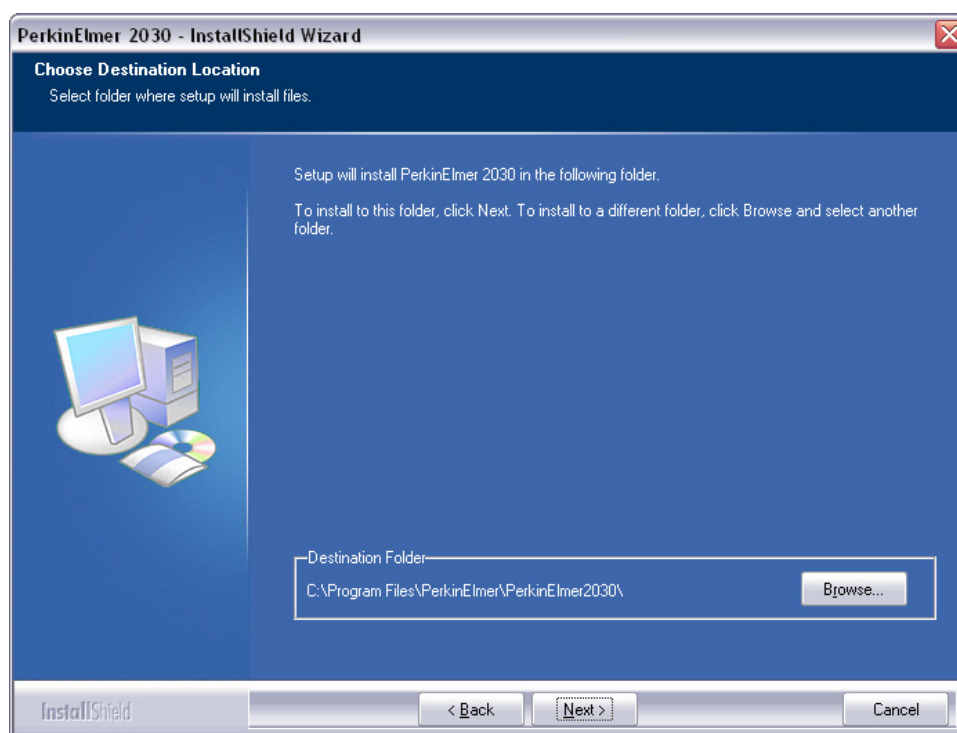 PerkinElmer 2030 - InstallShield Wizard
Choose Destination Location
Select folder where setup will install files.
Setup will install PerkinElmer 2030 in the following folder.
To install to this folder, click Next. To install to a different folder, click Browse and select another
folder.
Destination Folder
C:\Program Files\PerkinElmer\PerkinElmer2030\
Browse...
InstallShield
< Back
Next >
Cancel